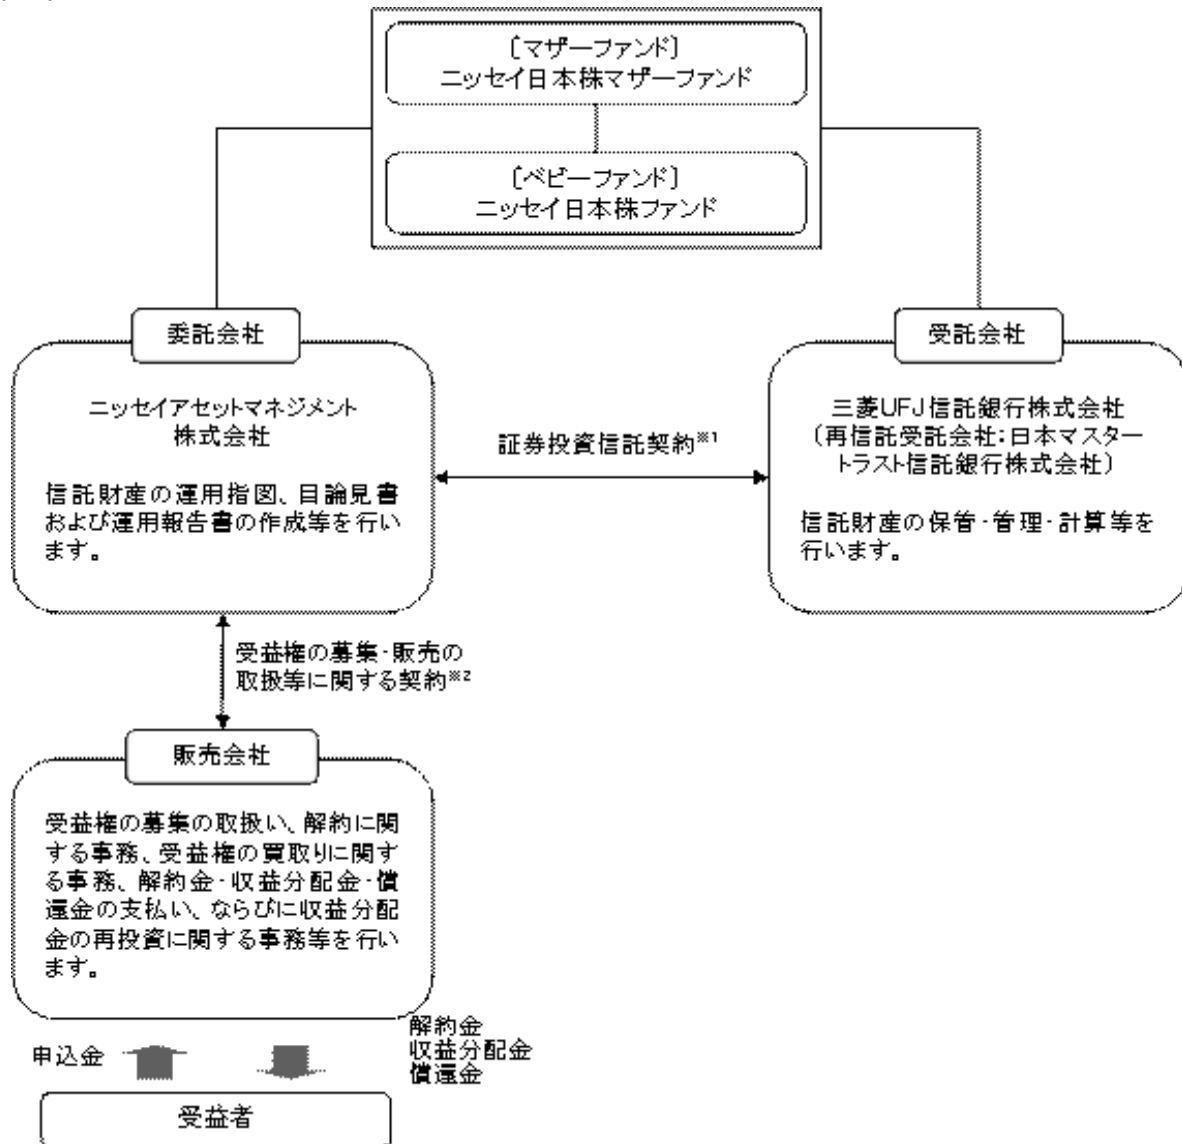 〔マザーファンド〕
ニッセイ日本株マザーファンド
〔ベビーファンド〕
ニッセイ日本株ファンド
委託会社
ニッセイアセットマネジメント
株式会社
信託財産の運用指図、目論見書
および運用報告書の作成等を行い
ます。
証券投資信託契約※1
受託会社
三菱UFJ信託銀行株式会社
(再信託受託会社:日本マスター
トラスト信託銀行株式会社)
信託財産の保管・管理・計算等を
行います。
受益権の募集・販売の
取扱等に関する契約※2
販売会社
受益権の募集の取扱い、解約に関
する事務、受益権の買取りに関す
る事務、解約金・収益分配金・償
還金の支払い、ならびに収益分配
金の再投資に関する事務等を行い
ます。
申込金
解約金
収益分配金
償還金
受益者